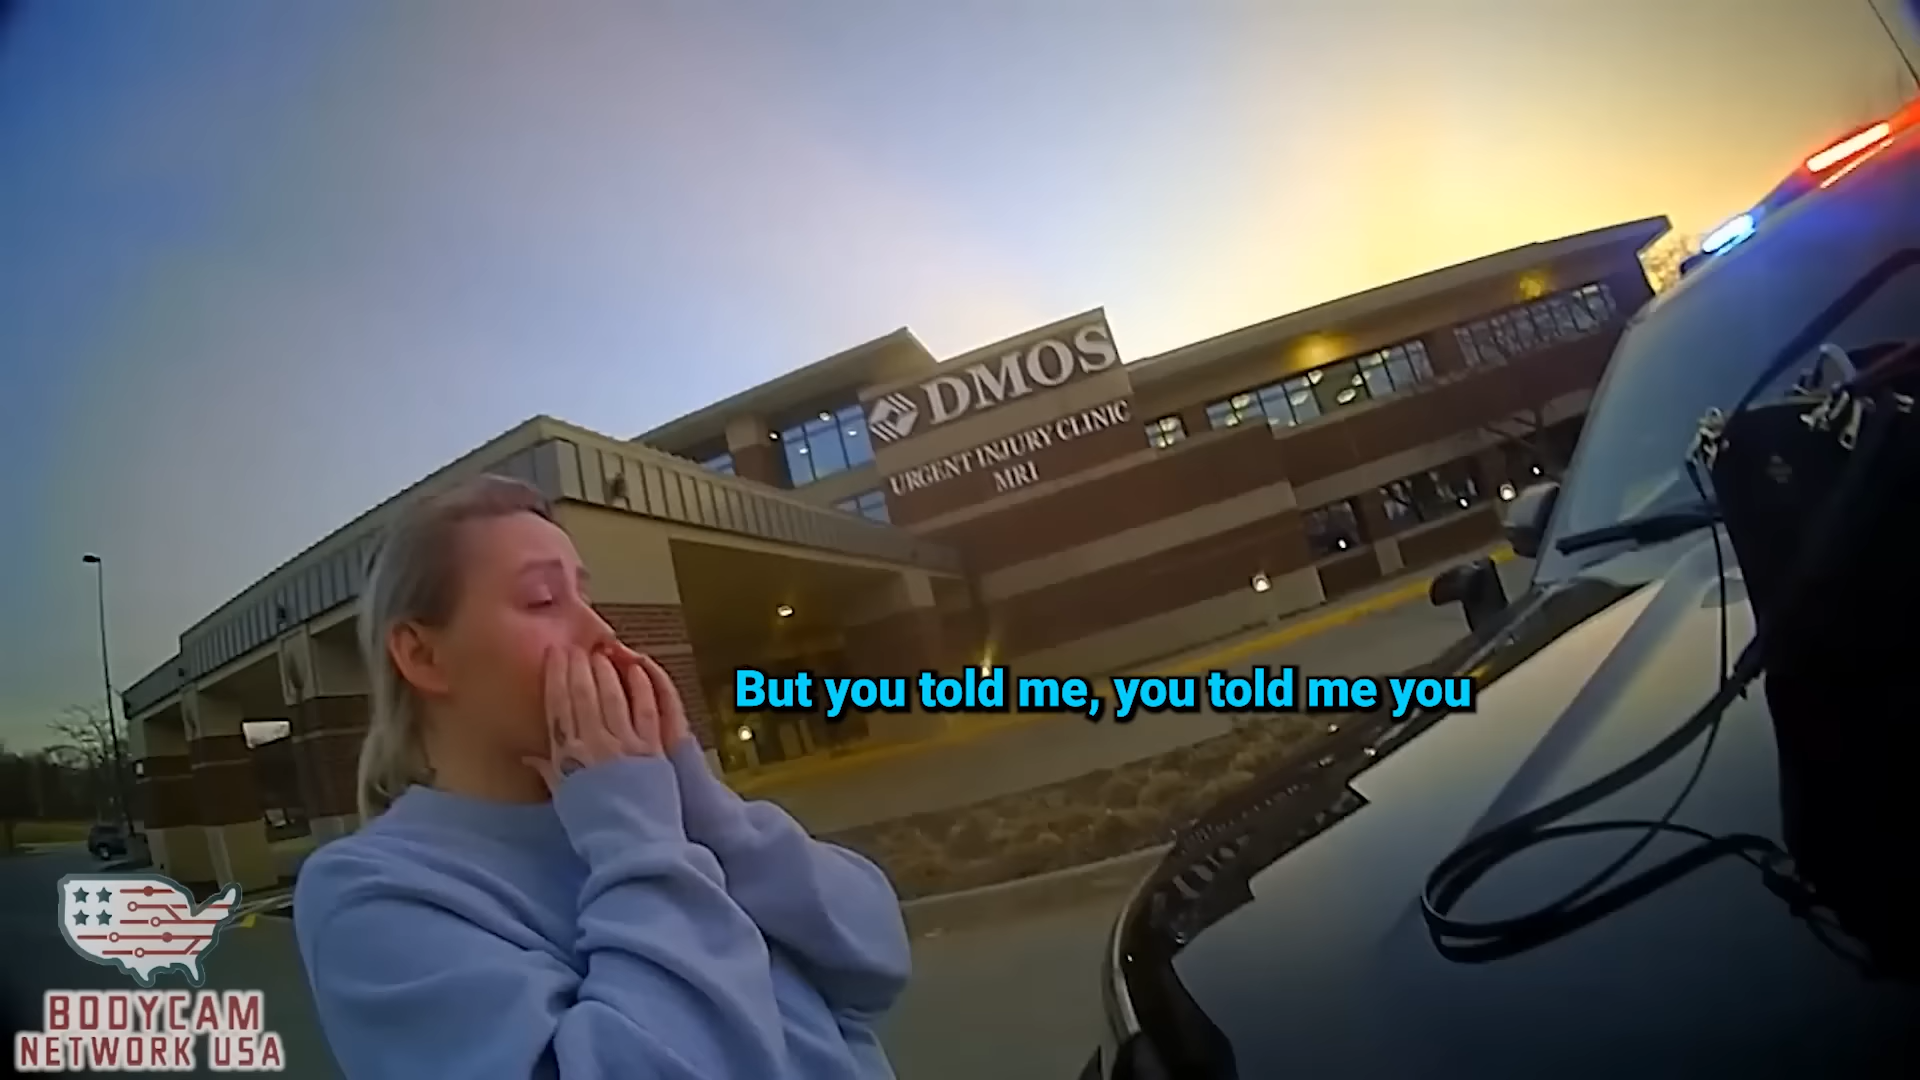 DMOS
URGENT INJURY CLINIC
MRI
But you told me, you told me you
BODYCAM
NETWORK USA